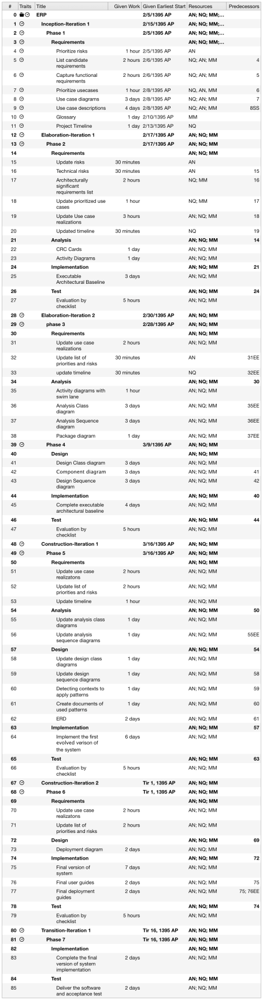 # Traits Title Given Work Given Earliest Start Resources Predecessors
0 ERP 2/5/1395 AP AN; NQ; MM;...
1 Inception-Iteration 1 2/15/1395 AP AN; NQ; MM;...
2 Phase 1 2/5/1395 AP AN; NQ; MM;...
3 Requirements AN; NQ; MM;...
4 Prioritize risks 1 hour 2/5/1395 AP AN
5 List candidate 2 hours 2/6/1395 AP NQ; AN; MM 4
requirements
6 Capture functional 2 hours 2/6/1395 AP NQ; AN; MM 5
requirements
7 Prioritize usecases 1 hour 2/8/1395 AP NQ; AN, MM 6
8 Use case diagrams 3 days 2/8/1395 AP NQ; AN; MM 7
9 Use case descriptions 4 days 2/8/1395 AP NQ; AN; MM 8SS
10 Glossary 1 day 2/10/1395 AP MM
11 Project Timeline 1 day 2/13/1395 AP NQ
12 Elaboration-Iteration 1 2/17/1395 AP AN; NQ; MM
13 Phase 2 2/17/1395 AP AN; NQ; MM
14 Requirements AN; NQ; MM
15 Update risks 30 minutes AN
16 Technical risks 30 minutes AN 15
17 Architecturally 2 hours NQ; MM 16
significant
requirements list
18 Update prioritized use 1 hour NQ; MM 17
cases
19 Update Use case 3 hours AN; NQ; MM 18
realizations
20 Updated timeline 30 minutes NQ 19
21 Analysis AN; NQ; MM 14
22 CRC Cards 1 day AN; NQ; MM
23 Activity Diagrams 1 day AN; NQ; MM
24 Implementation AN; NQ; MM 21
25 Executable 3 days AN; NQ; MM
Architectural Baseline
26 Test AN; NQ; MM 24
27 Evaluation by 5 hours AN; NQ; MM
checklist
28 Elaboration-Iteration 2 2/30/1395 AP AN; NQ; MM
29 phase 3 2/28/1395 AP AN; NQ; MM
30 Requirements AN; NQ; MM
31 Update use case 2 hours AN; NQ; MM
realizations
32 Update list of 30 minutes AN 31EE
priorities and risks
33 update timeline 30 minutes NQ 32EE
34 Analysis AN; NQ; MM 30
35 Activity diagrams with 1 hour AN; NQ; MM
swim lane
36 Analysis Class 3 days AN; NQ; MM 35EE
diagram
37 Analysis Sequence 3 days AN; NQ; MM 36EE
diagram
38 Package diagram 1 day AN; NQ; MM 37EE
39 Phase 4 3/9/1395 AP AN; NQ; MM
40 Design AN; NQ; MM
41 Design Class diagram 3 days AN; NQ; MM
42 Component diagram 3 days AN; NQ; MM 41
43 Design Sequence 3 days AN; NQ; MM 42
diagram
44 Implementation AN; NQ; MM 40
45 Complete executable 4 days AN; NQ; MM
architectural baseline
46 Test AN; NQ; MM 44
47 Evaluation by 5 hours AN; NQ; MM
checklist
48 Construction-Iteration 1 3/16/1395 AP AN; NQ; MM
49 Phase 5 3/16/1395 AP AN; NQ; MM
50 Requirements AN; NQ; MM
51 Update use case 2 hours AN; NQ; MM
realizatons
52 Update list of 2 hours AN; NQ; MM
priorities and risks
53 Update timeline 1 hour AN; NQ; MM
54 Analysis AN; NQ; MM 50
55 Update analysis class 1 day AN; NQ; MM
diagrams
56 Update analysis 1 day AN; NQ; MM 55EE
sequence diagrams
57 Design AN; NQ; MM 54
58 Update design class 1 day AN; NQ; MM
diagrams
59 Update design 1 day AN; NQ; MM 58
sequence diagrams
60 Detecting contexts to 1 day AN; NQ; MM 59
apply patterns
61 Create documents of 1 day AN; NQ; MM 60
used patterns
62 ERD 2 days AN; NQ; MM 61
63 Implementation AN; NQ; MM 57
64 Implement the first 6 days AN; NQ; MM
evolved verison of
the system
65 Test AN; NQ; MM 63
66 Evaluation by 5 hours AN; NQ; MM
checklist
67 Construction-Iteration 2 Tir 1, 1395 AP AN; NQ; MM
68 Phase 6 Tir 1, 1395 AP AN; NQ; MM
69 Requirements AN; NQ; MM
70 Update use case 2 hours AN; NQ; MM
realizatons
71 Update list of 2 hours AN; NQ; MM
priorities and risks
72 Design AN; NQ; MM 69
73 Deployment diagram 2 days AN; NQ; MM
74 Implementation AN; NQ; MM 72
75 Final version of 7 days AN; NQ; MM
system
76 Final user guides 2 days AN; NQ; MM 75
77 Final deployment 2 days AN; NQ; MM 75; 76EE
guides
78 Test AN; NQ; MM 74
79 Evaluation by 5 hours AN; NQ; MM
checklist
80 Transition-Iteration 1 Tir 16, 1395 AP AN; NQ; MM
81 Phase 7 Tir 16, 1395 AP AN; NQ; MM
82 Implementation AN; NQ; MM
83 Complete the final 2 days AN; NQ; MM
version of system
implementation
84 Test AN; NQ; MM
85 Deliver the software 2 days AN; NQ; MM
and acceptance test